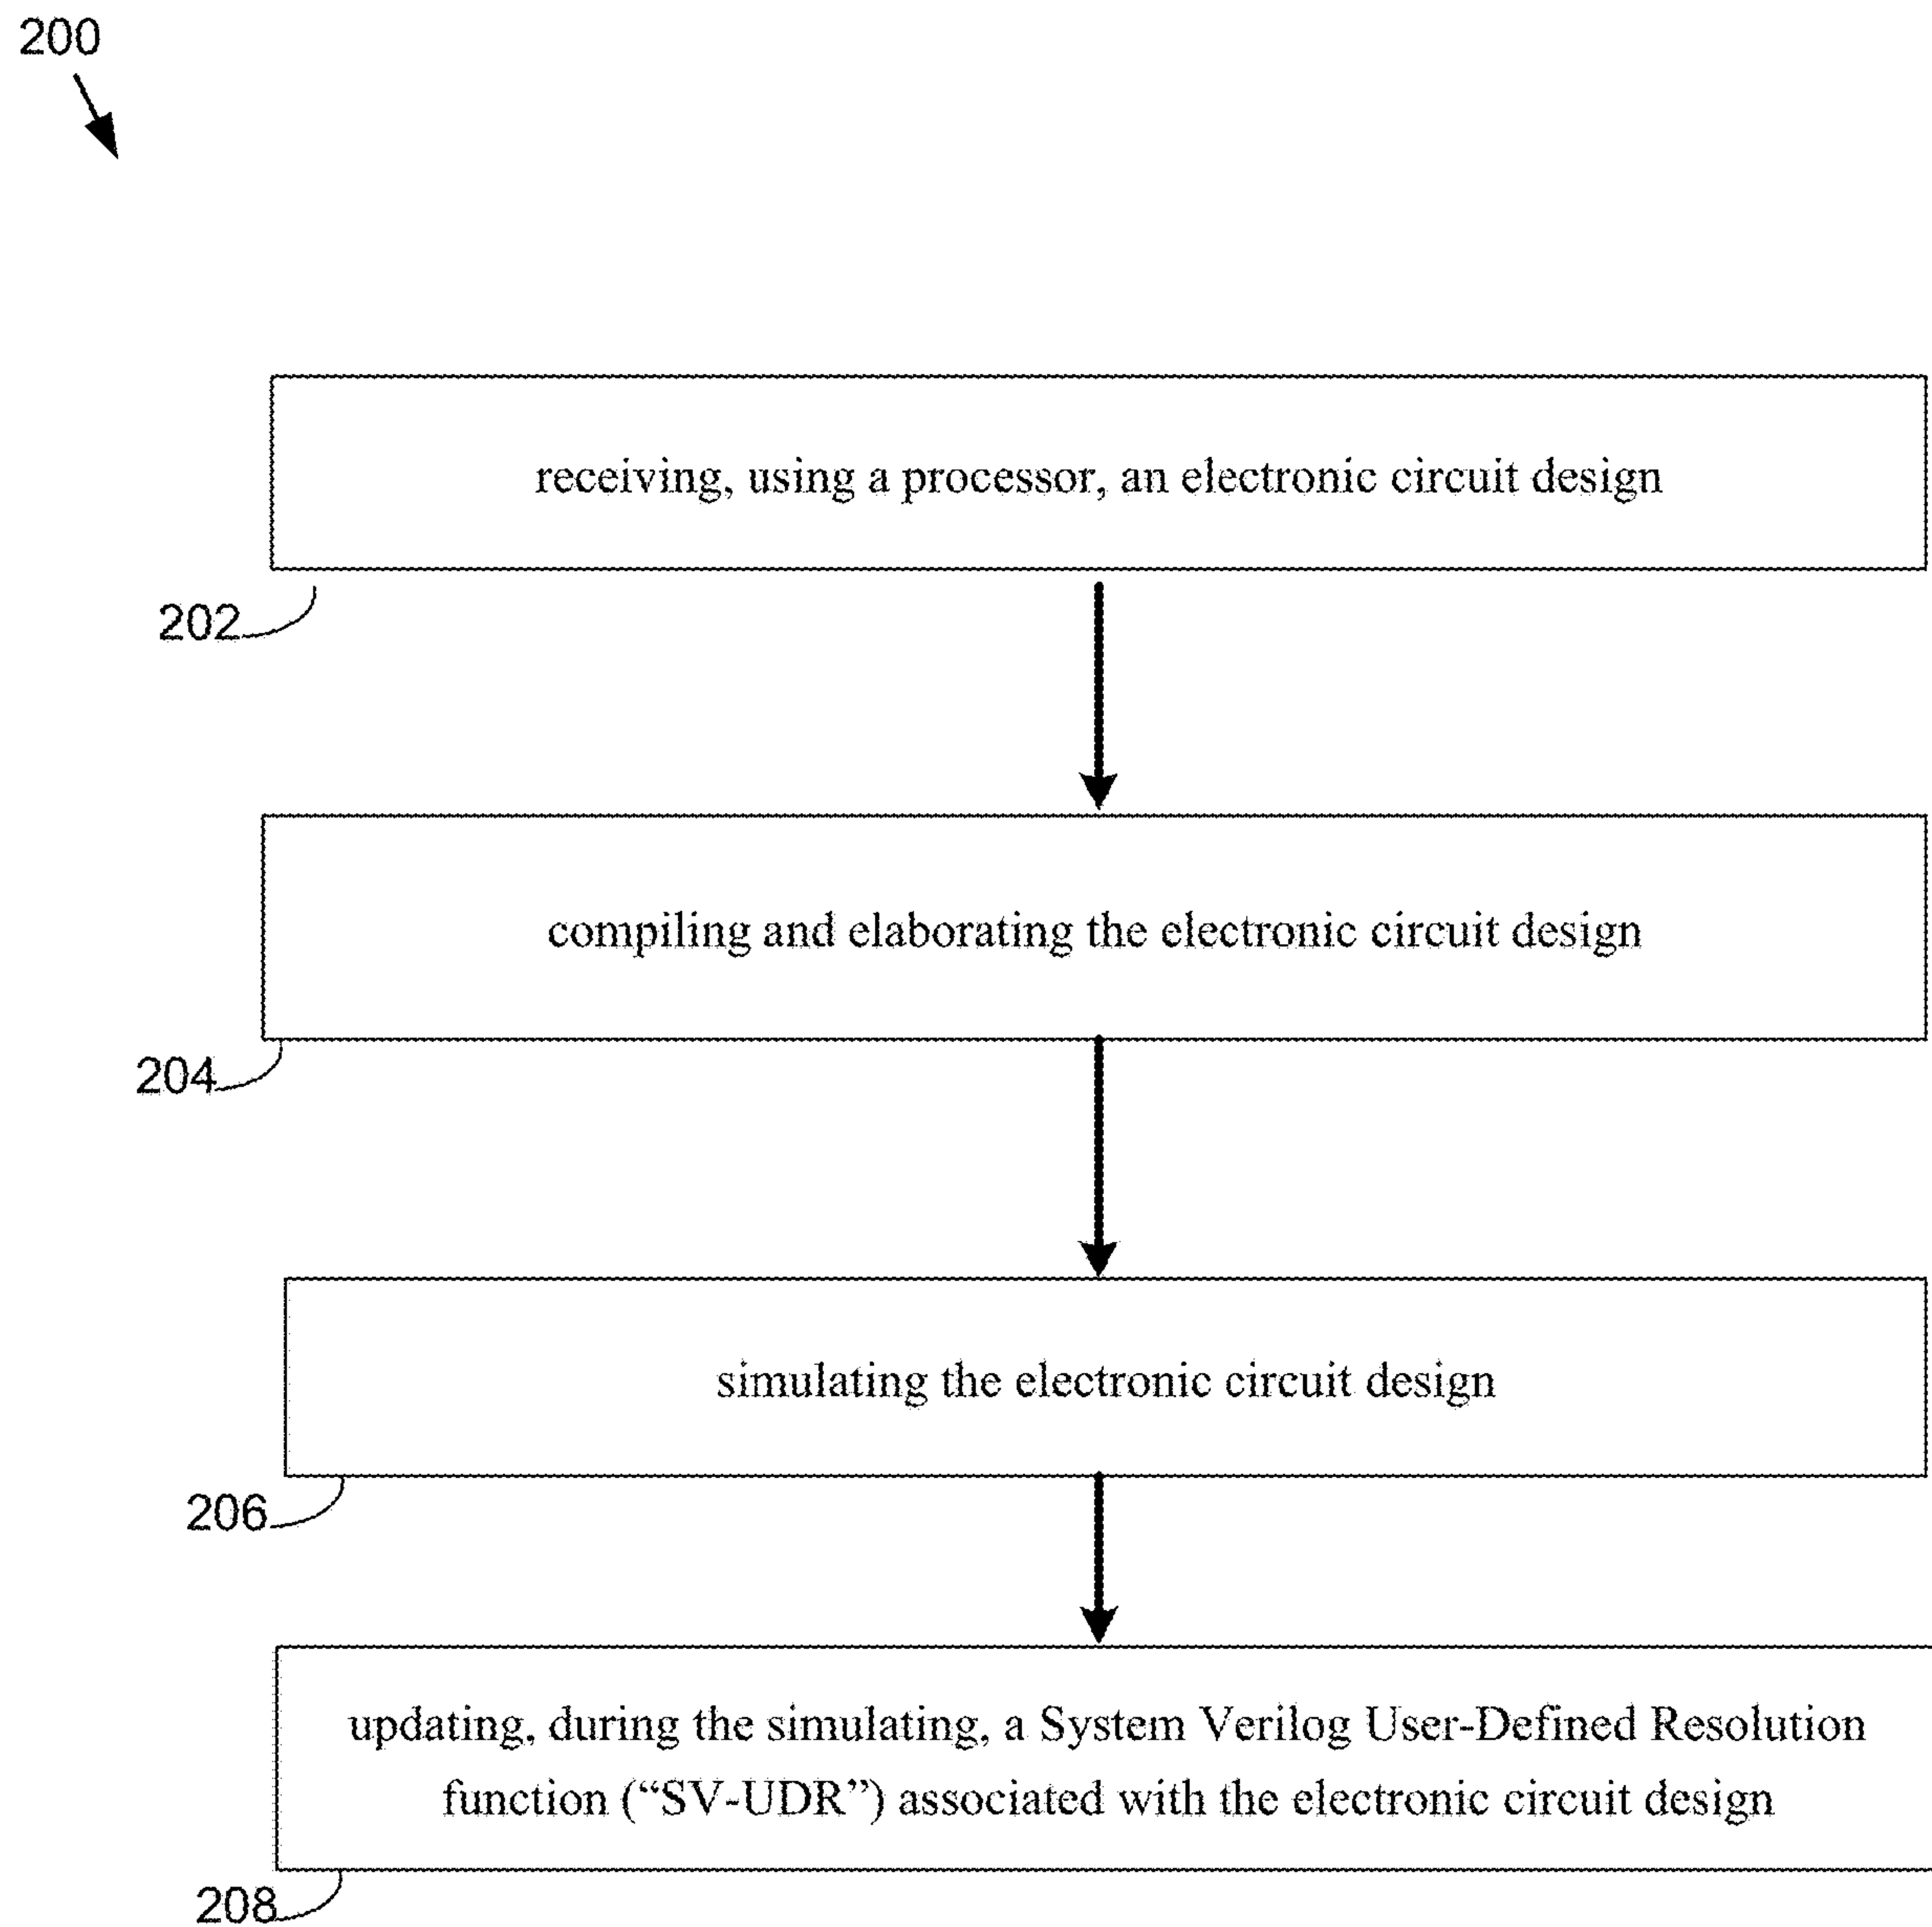 200
receiving, using a processor, an electronic circuit design
202
compiling and elaborating the electronic circuit design
204
simulating the electronic circuit design
206
updating, during the simulating, a System Verilog User-Defined Resolution
function (“SV-UDR”) associated with the electronic circuit design
208